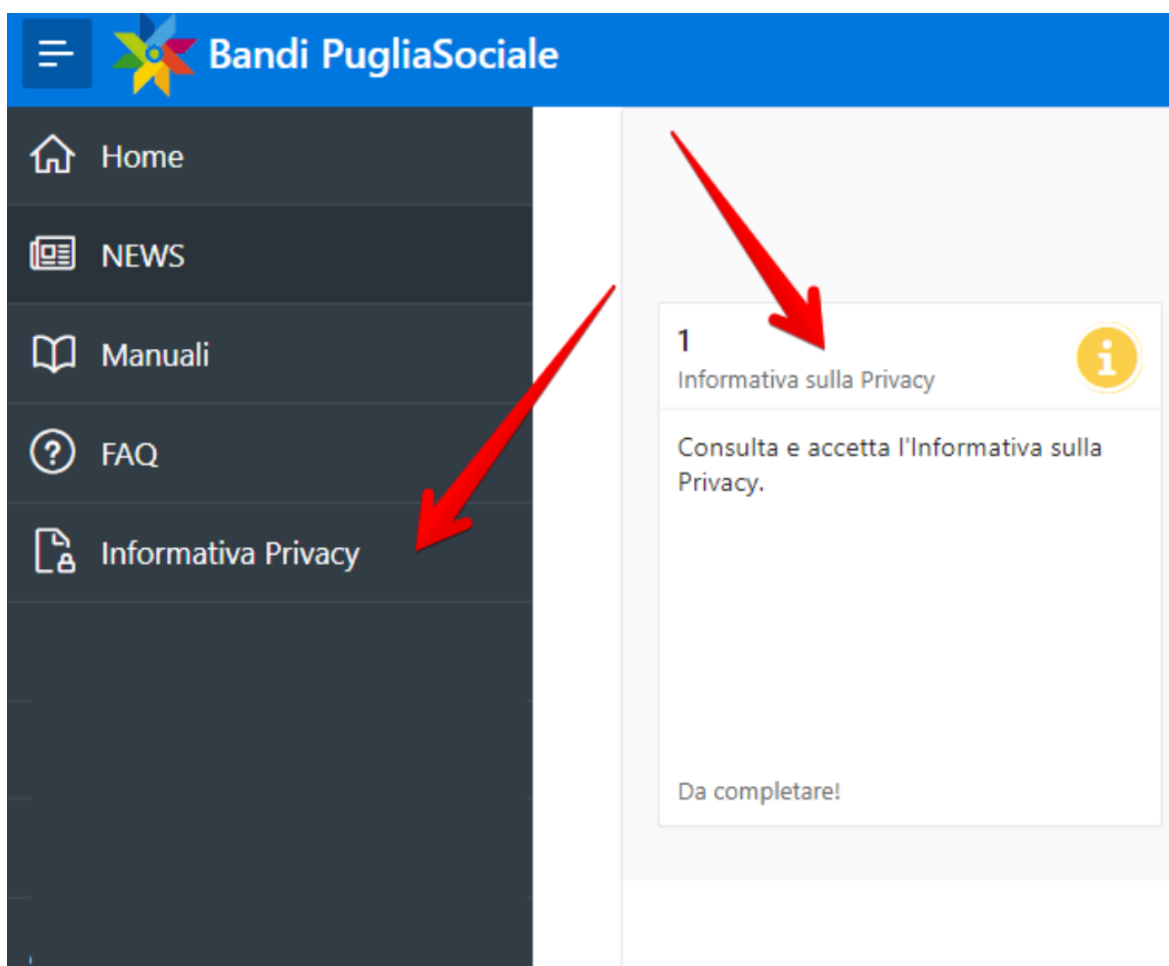 Bandi PugliaSociale
Home
NEWS
Manuali
FAQ
Informativa Privacy
1
Informativa sulla Privacy
Consulta e accetta l'Informativa sulla
Privacy.
Da completare!